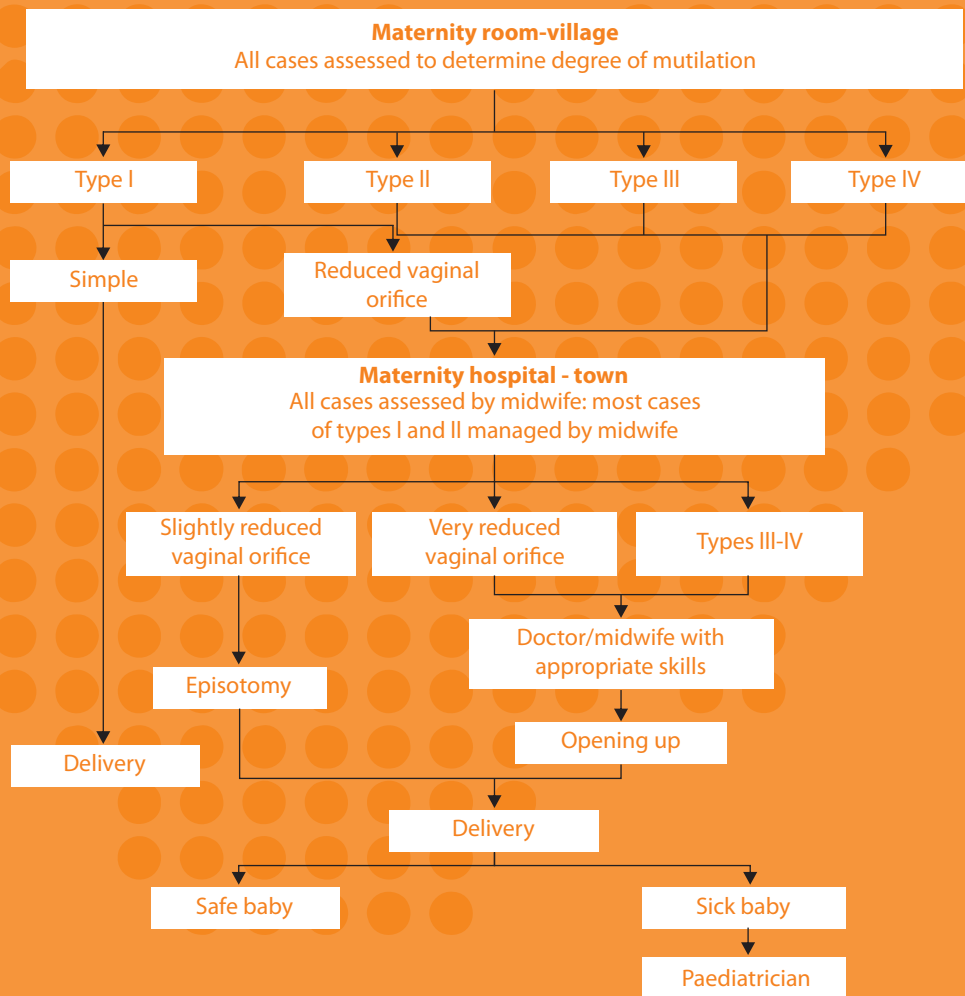 Maternity room-village
All cases assessed to determine degree of mutilation
Type I
Type II
Type III
Type IV
Simple
Reduced vaginal
orifice
Maternity hospital - town
All cases assessed by midwife: most cases
of types I and II managed by midwife
Slightly reduced
vaginal orifice
Very reduced
vaginal orifice
Types III-IV
Doctor/midwife with
appropriate skills
Episotomy
Opening up
Delivery
Delivery
Safe baby
Sick baby
Paediatrician